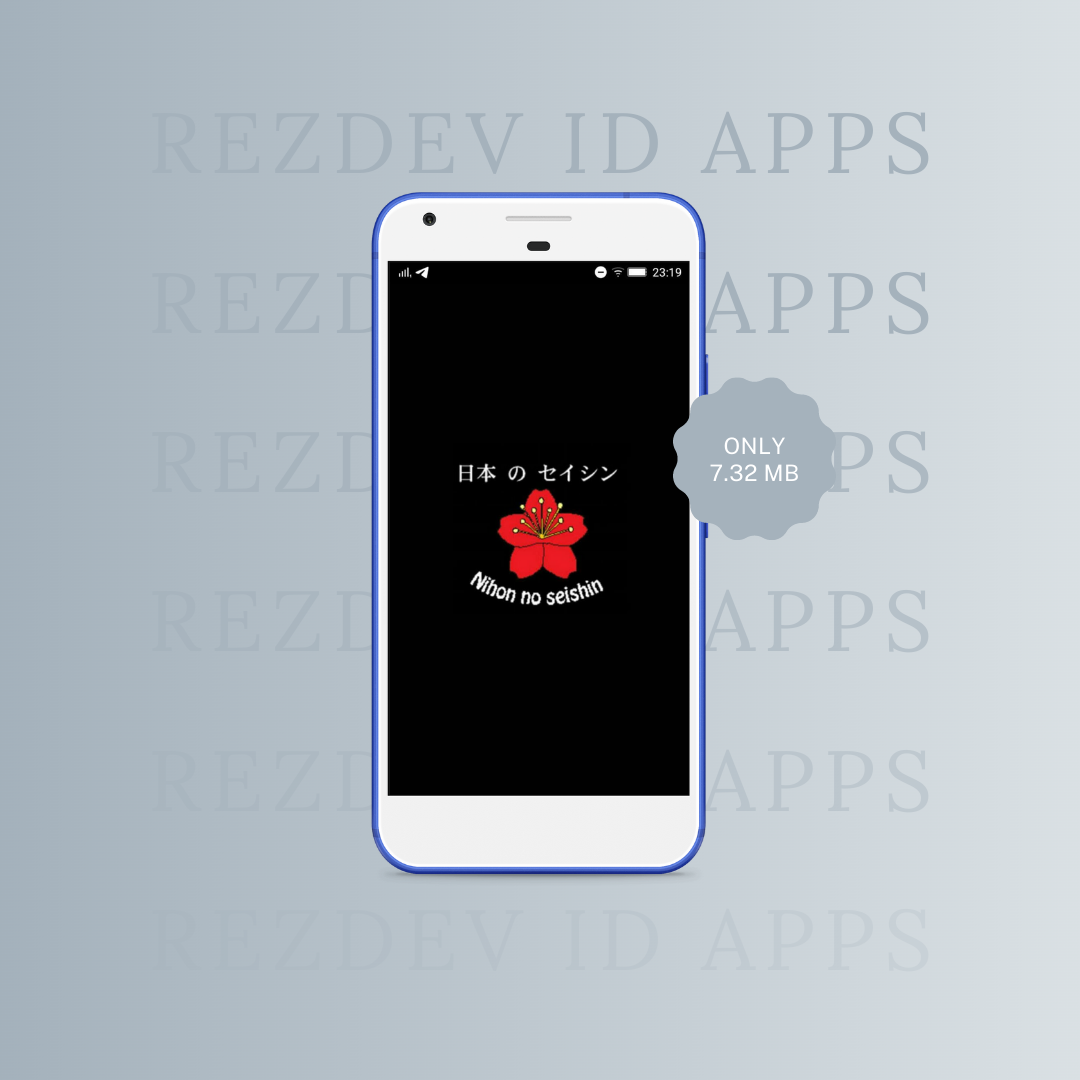 REZDEV ID APPS
23:19
REZD APPS
ONLY
7.32 MB
REZD PPS
日本 の セイシン
Nihon no seishin
REZD APPS
REZD APPS
REZDEV ID APPS